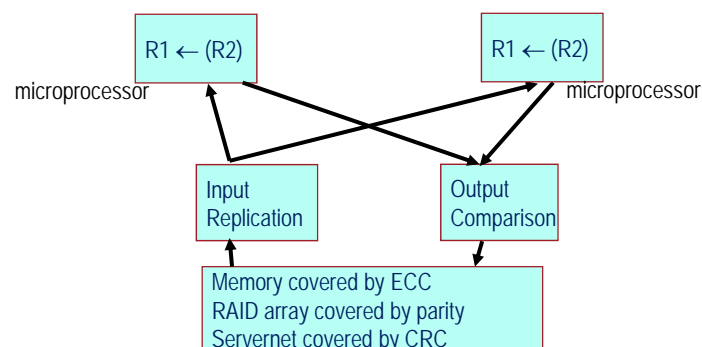 R1 ← (R2)
R1 ← (R2)
microprocessor
microprocessor
Input
Replication
Output
Comparison
Memory covered by ECC
RAID array covered by parity
Servernet covered by CRC